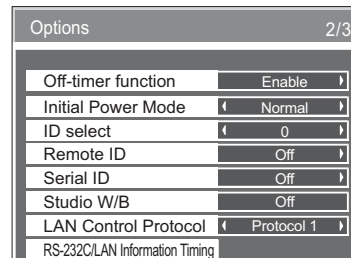 Options 2/3
Off-timer function Enable
Initial Power Mode Normal
ID select 0
Remote ID Off
Serial ID Off
Studio W/B Off
LAN Control Protocol Protocol 1
RS-232C/LAN Information Timing